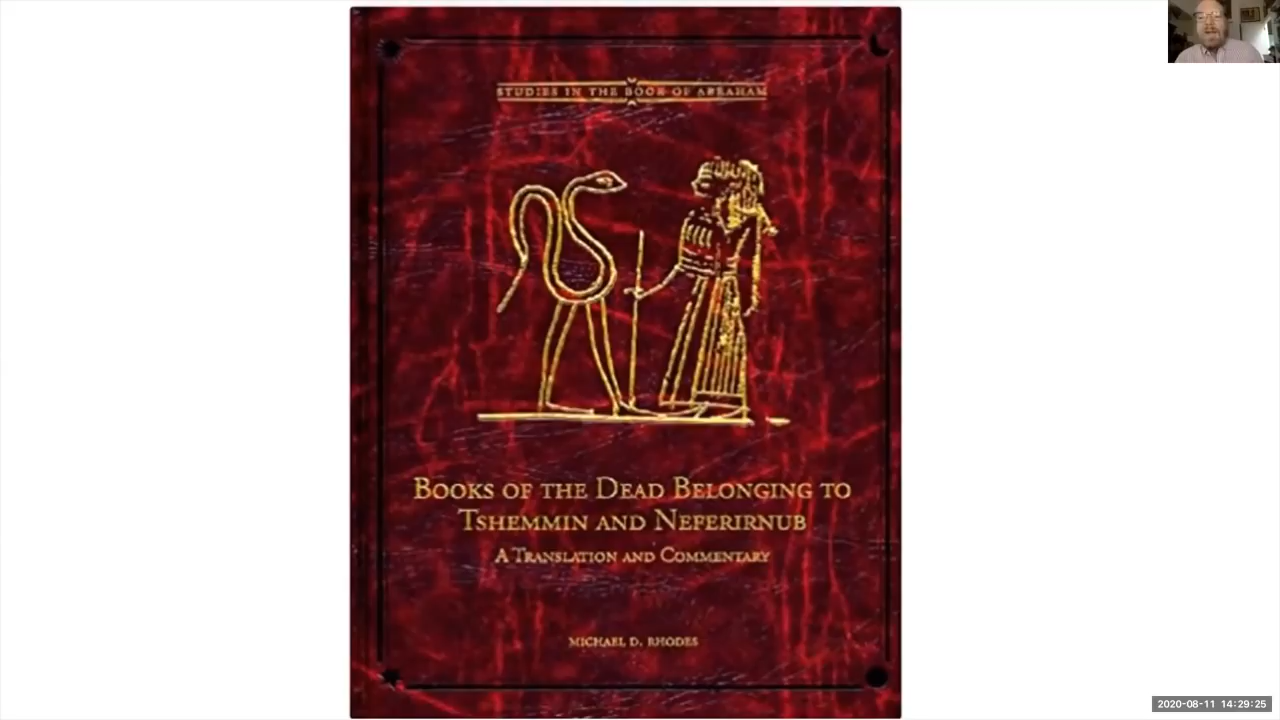 STUDIES IN THE BOOK OF ABRAHAM
BOOKS OF THE DEAD BELONGING TO
TSHEMMIN AND NEFERIRNUB
A TRANSLATION AND COMMENTARY
MICHAEL D. RHODES
2020-08-11 14:29:25